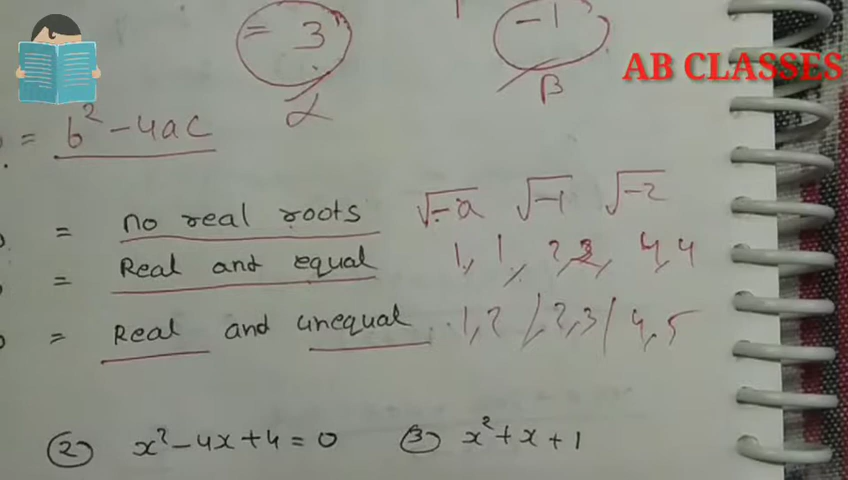 = 3 -1
AB CLASSES
α β
= b² - 4ac
= no real roots √-a √-1 √-2
= Real and equal 1, 1, 2, 2, 4, 4
= Real and unequal 1, 2 / 2, 3 / 4, 5
② x² - 4x + 4 = 0 ③ x² + x + 1